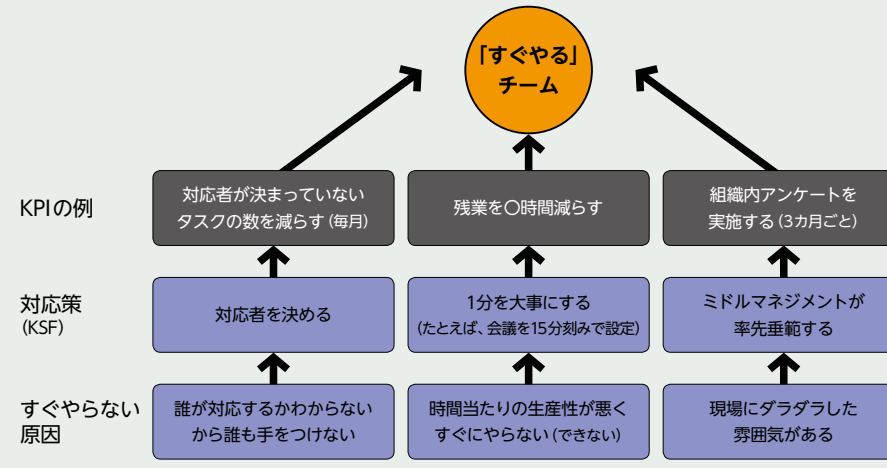 「すぐやる」
チーム
KPIの例
対応者が決まっていない
タスクの数を減らす(毎月)
残業を〇時間減らす
組織内アンケートを
実施する(3カ月ごと)
対応策
(KSF)
対応者を決める
1分を大事にする
(たとえば、会議を15分刻みで設定)
ミドルマネジメントが
率先垂範する
すぐやらない
原因
誰が対応するかわからない
から誰も手をつけない
時間当たりの生産性が悪く
すぐにやらない(できない)
現場にダラダラした
雰囲気がある